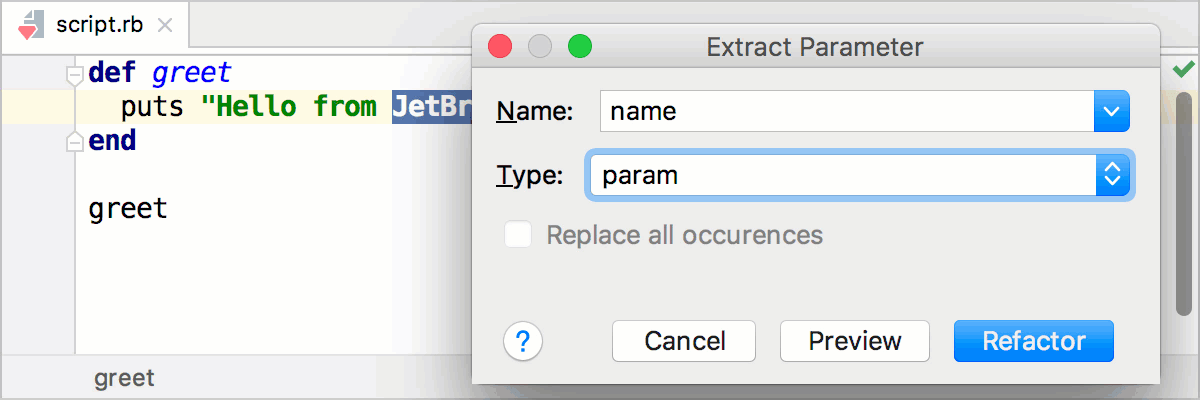 script.rb
def greet
puts "Hello from JetBr
end
greet
greet
Extract Parameter
Name: name
Type: param
Replace all occurences
? Cancel Preview Refactor